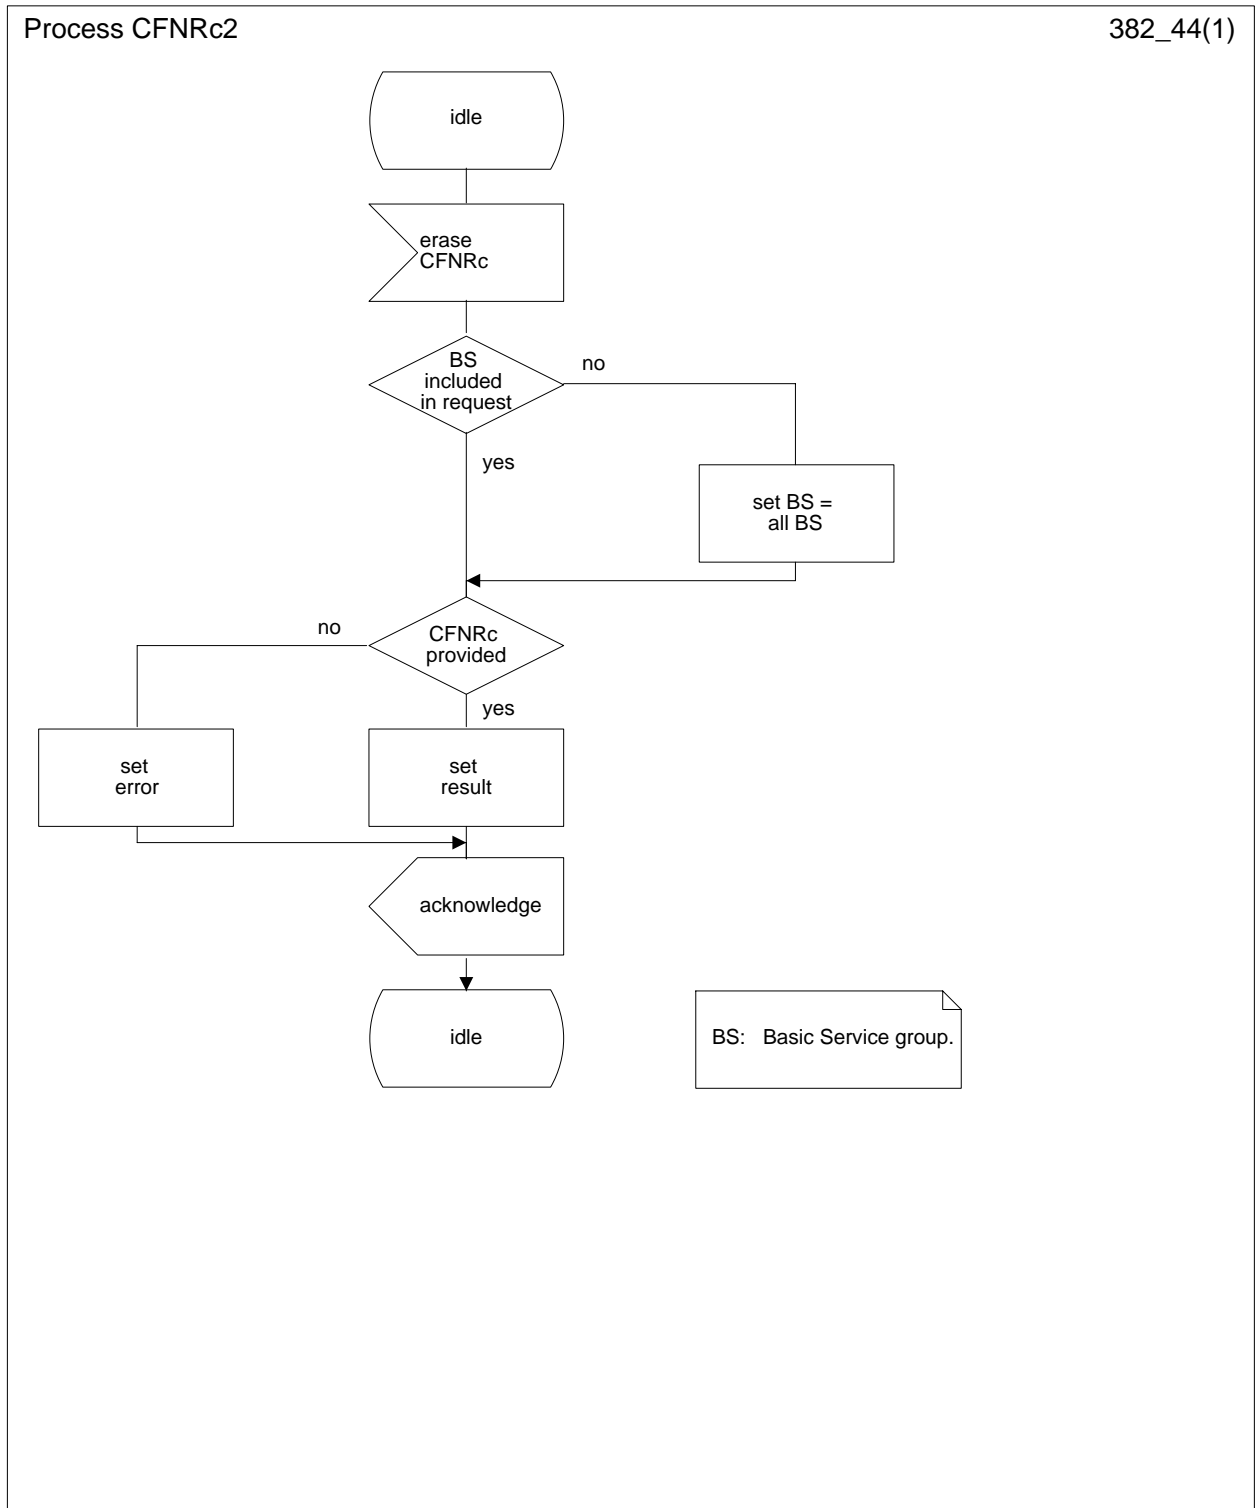 Process CFNRc2
382_44(1)
idle
erase
CFNRc
BS
included
in request
no
yes
set BS =
all BS
CFNRc
provided
no
yes
set
error
set
result
acknowledge
idle
BS: Basic Service group.